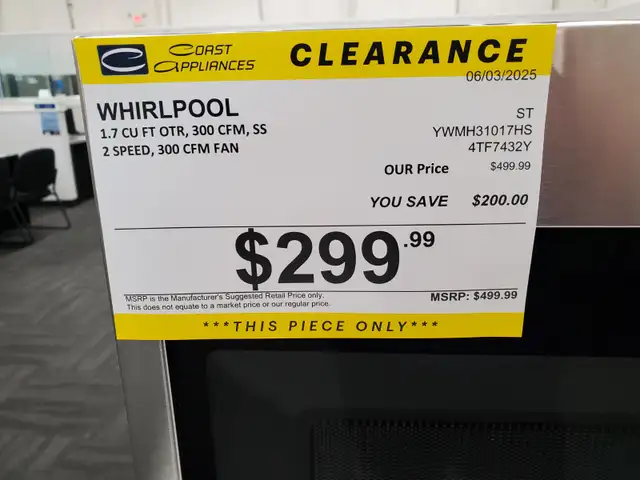 COAST
APPLIANCES
CLEARANCE
06/03/2025
WHIRLPOOL
1.7 CU FT OTR, 300 CFM, SS
2 SPEED, 300 CFM FAN
ST
YWMH31017HS
4TF7432Y
OUR Price $499.99
YOU SAVE $200.00
$299.99
MSRP is the Manufacturer's Suggested Retail Price only.
This does not equate to a market price or our regular price.
MSRP: $499.99
***THIS PIECE ONLY***